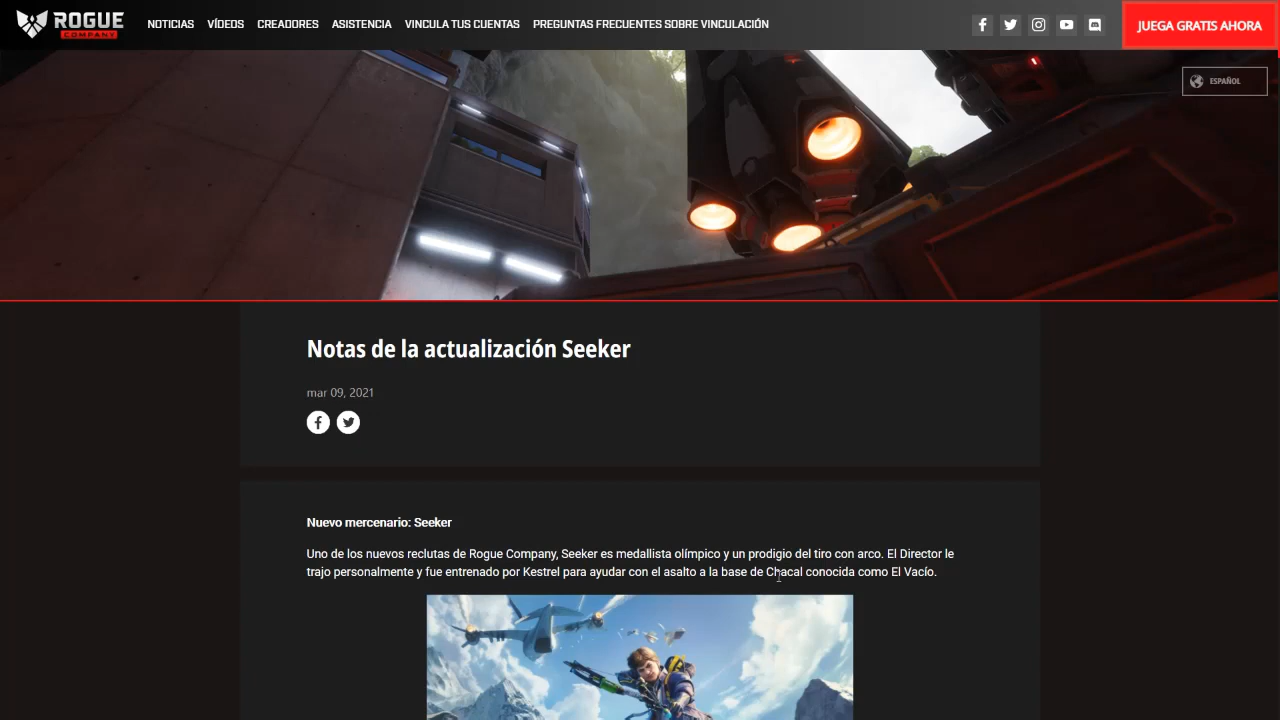 ROGUE
COMPANY
NOTICIAS VÍDEOS CREADORES ASISTENCIA VINCULA TUS CUENTAS PREGUNTAS FRECUENTES SOBRE VINCULACIÓN
JUEGA GRATIS AHORA
ESPAÑOL
Notas de la actualización Seeker
mar 09, 2021
Nuevo mercenario: Seeker
Uno de los nuevos reclutas de Rogue Company, Seeker es medallista olímpico y un prodigio del tiro con arco. El Director le
trajo personalmente y fue entrenado por Kestrel para ayudar con el asalto a la base de Chacal conocida como El Vacío.